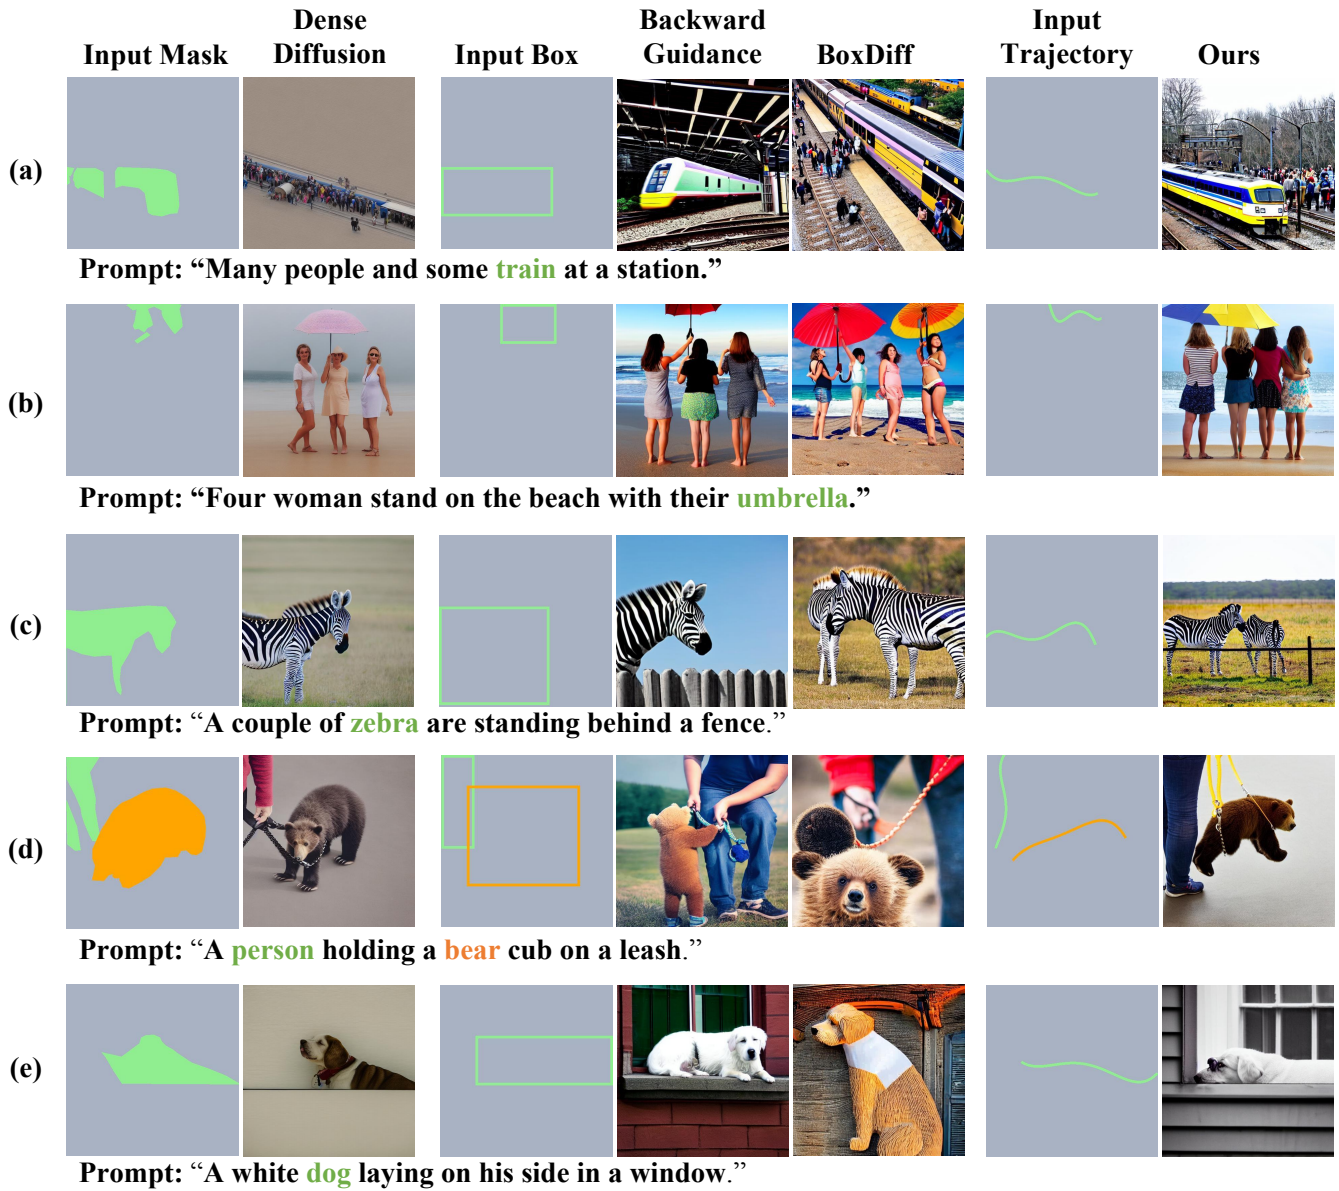 Input Mask Dense Diffusion Input Box Backward Guidance BoxDiff Input Trajectory Ours
(a)
Prompt: “Many people and some train at a station.”
(b)
Prompt: “Four woman stand on the beach with their umbrella.”
(c)
Prompt: “A couple of zebra are standing behind a fence.”
(d)
Prompt: “A person holding a bear cub on a leash.”
(e)
Prompt: “A white dog laying on his side in a window.”